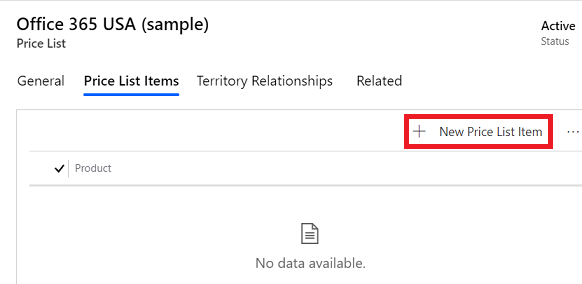 Office 365 USA (sample)
Active
Price List
Status
General Price List Items Territory Relationships Related
+ New Price List Item ...
Product
No data available.